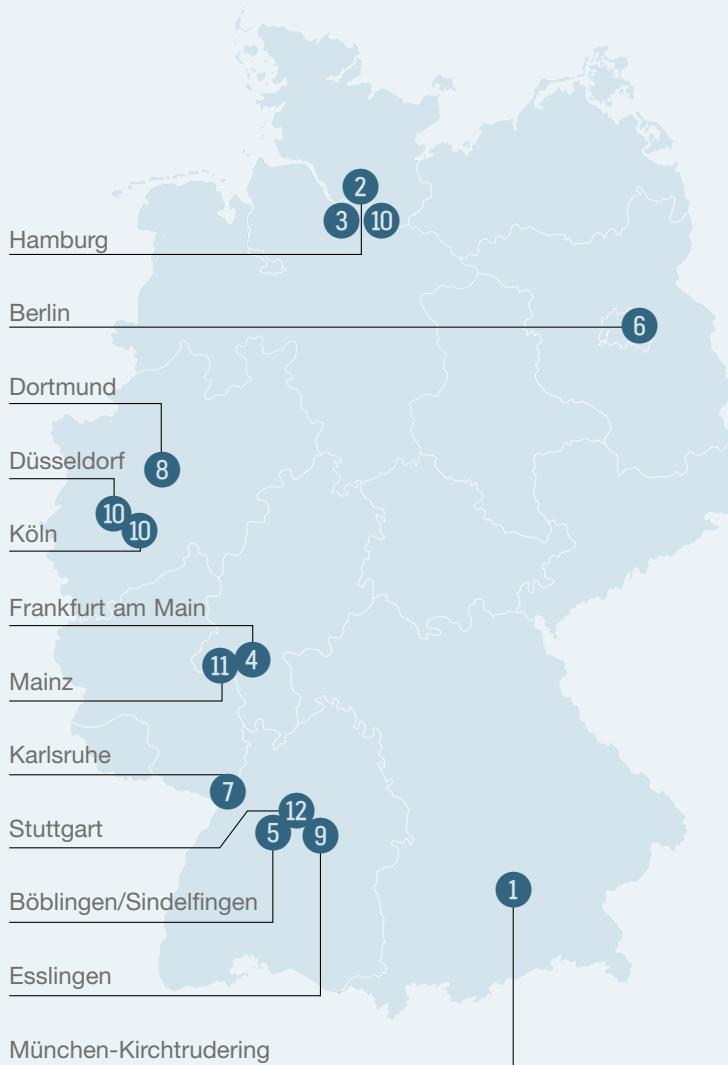 2
3 10
Hamburg
Berlin
6
Dortmund
Düsseldorf
8
10
10
Köln
Frankfurt am Main
11 4
Mainz
Karlsruhe
7
12
Stuttgart
5 9
Böblingen/Sindelfingen
1
Esslingen
München-Kirchtrudering